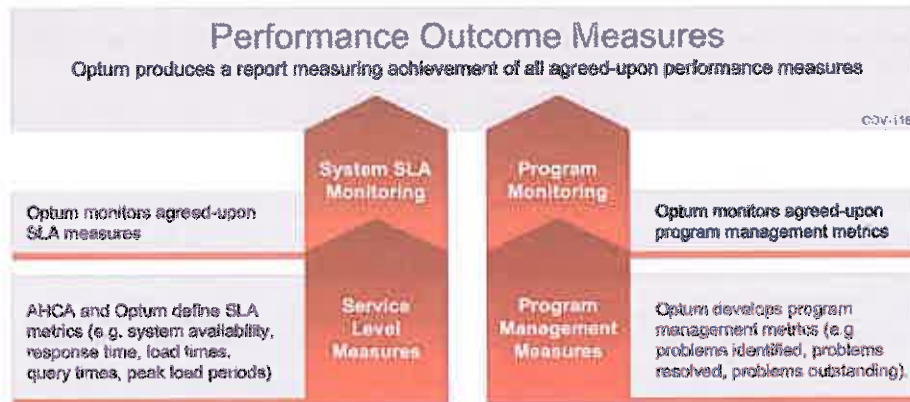 Performance Outcome Measures
Optum produces a report measuring achievement of all agreed-upon performance measures
System SLA
Monitoring
Program
Monitoring
Optum monitors agreed-upon
SLA measures
Optum monitors agreed-upon
program management metrics
AHCA and Optum define SLA
metrics (e.g. system availability,
response time, load times,
query times, peak load periods)
Service
Level
Measures
Program
Management
Measures
Optum develops program
management metrics (e.g
problems identified, problems
resolved, problems outstanding)